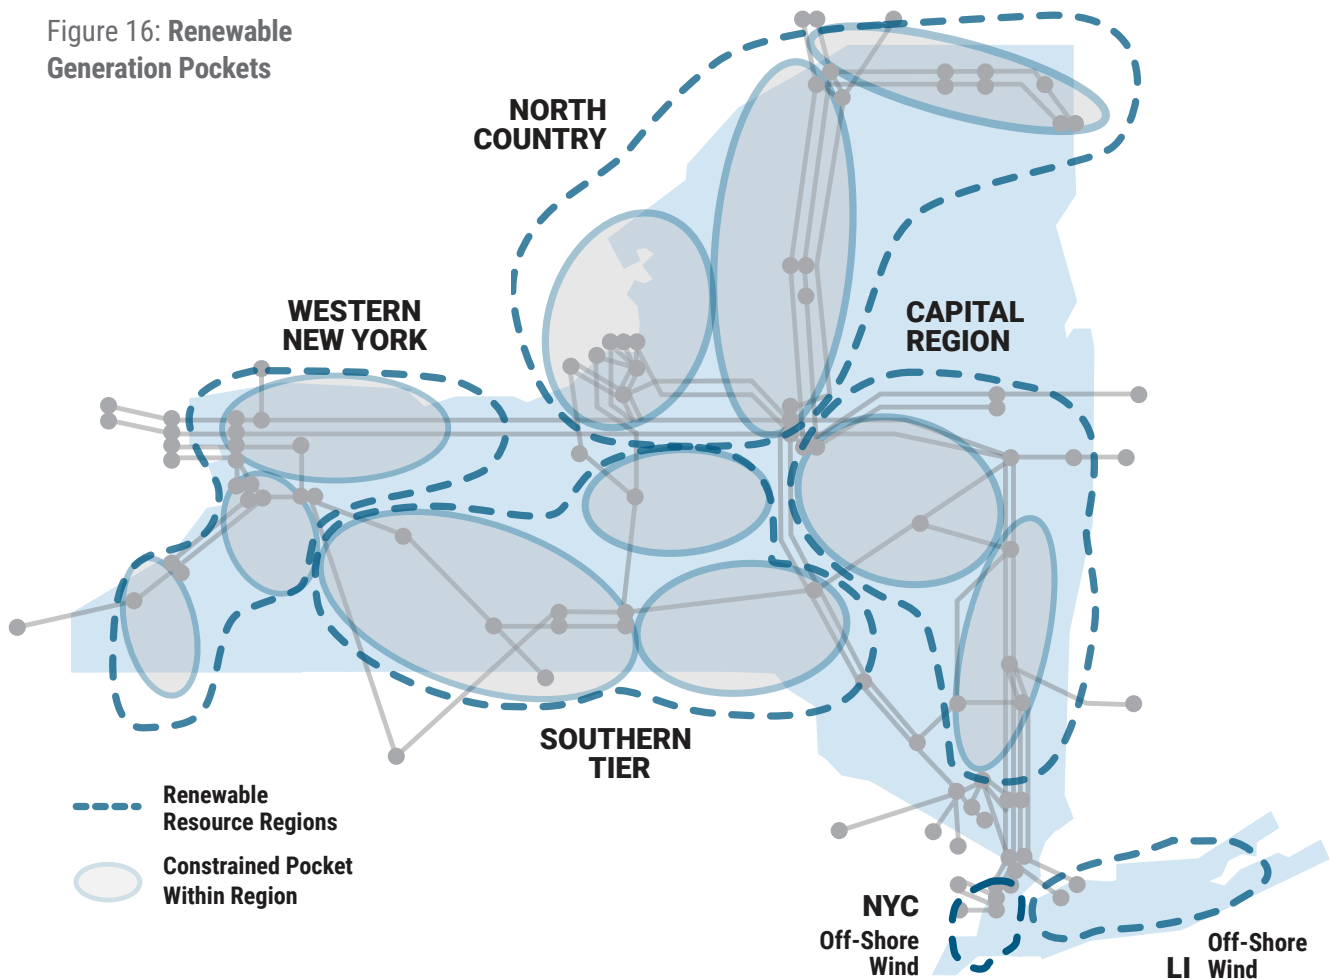 Figure 16: Renewable
Generation Pockets
NORTH
COUNTRY
WESTERN
NEW YORK
CAPITAL
REGION
SOUTHERN
TIER
Renewable
Resource Regions
Constrained Pocket
Within Region
NYC
Off-Shore
Wind
LI
Off-Shore
Wind